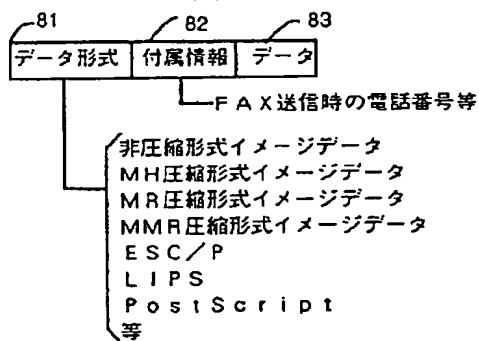 81 82 83
データ形式 付属情報 データ
FAX送信時の電話番号等
非圧縮形式イメージデータ
MH圧縮形式イメージデータ
MR圧縮形式イメージデータ
MMR圧縮形式イメージデータ
ESC/P
LIPS
PostScript
等